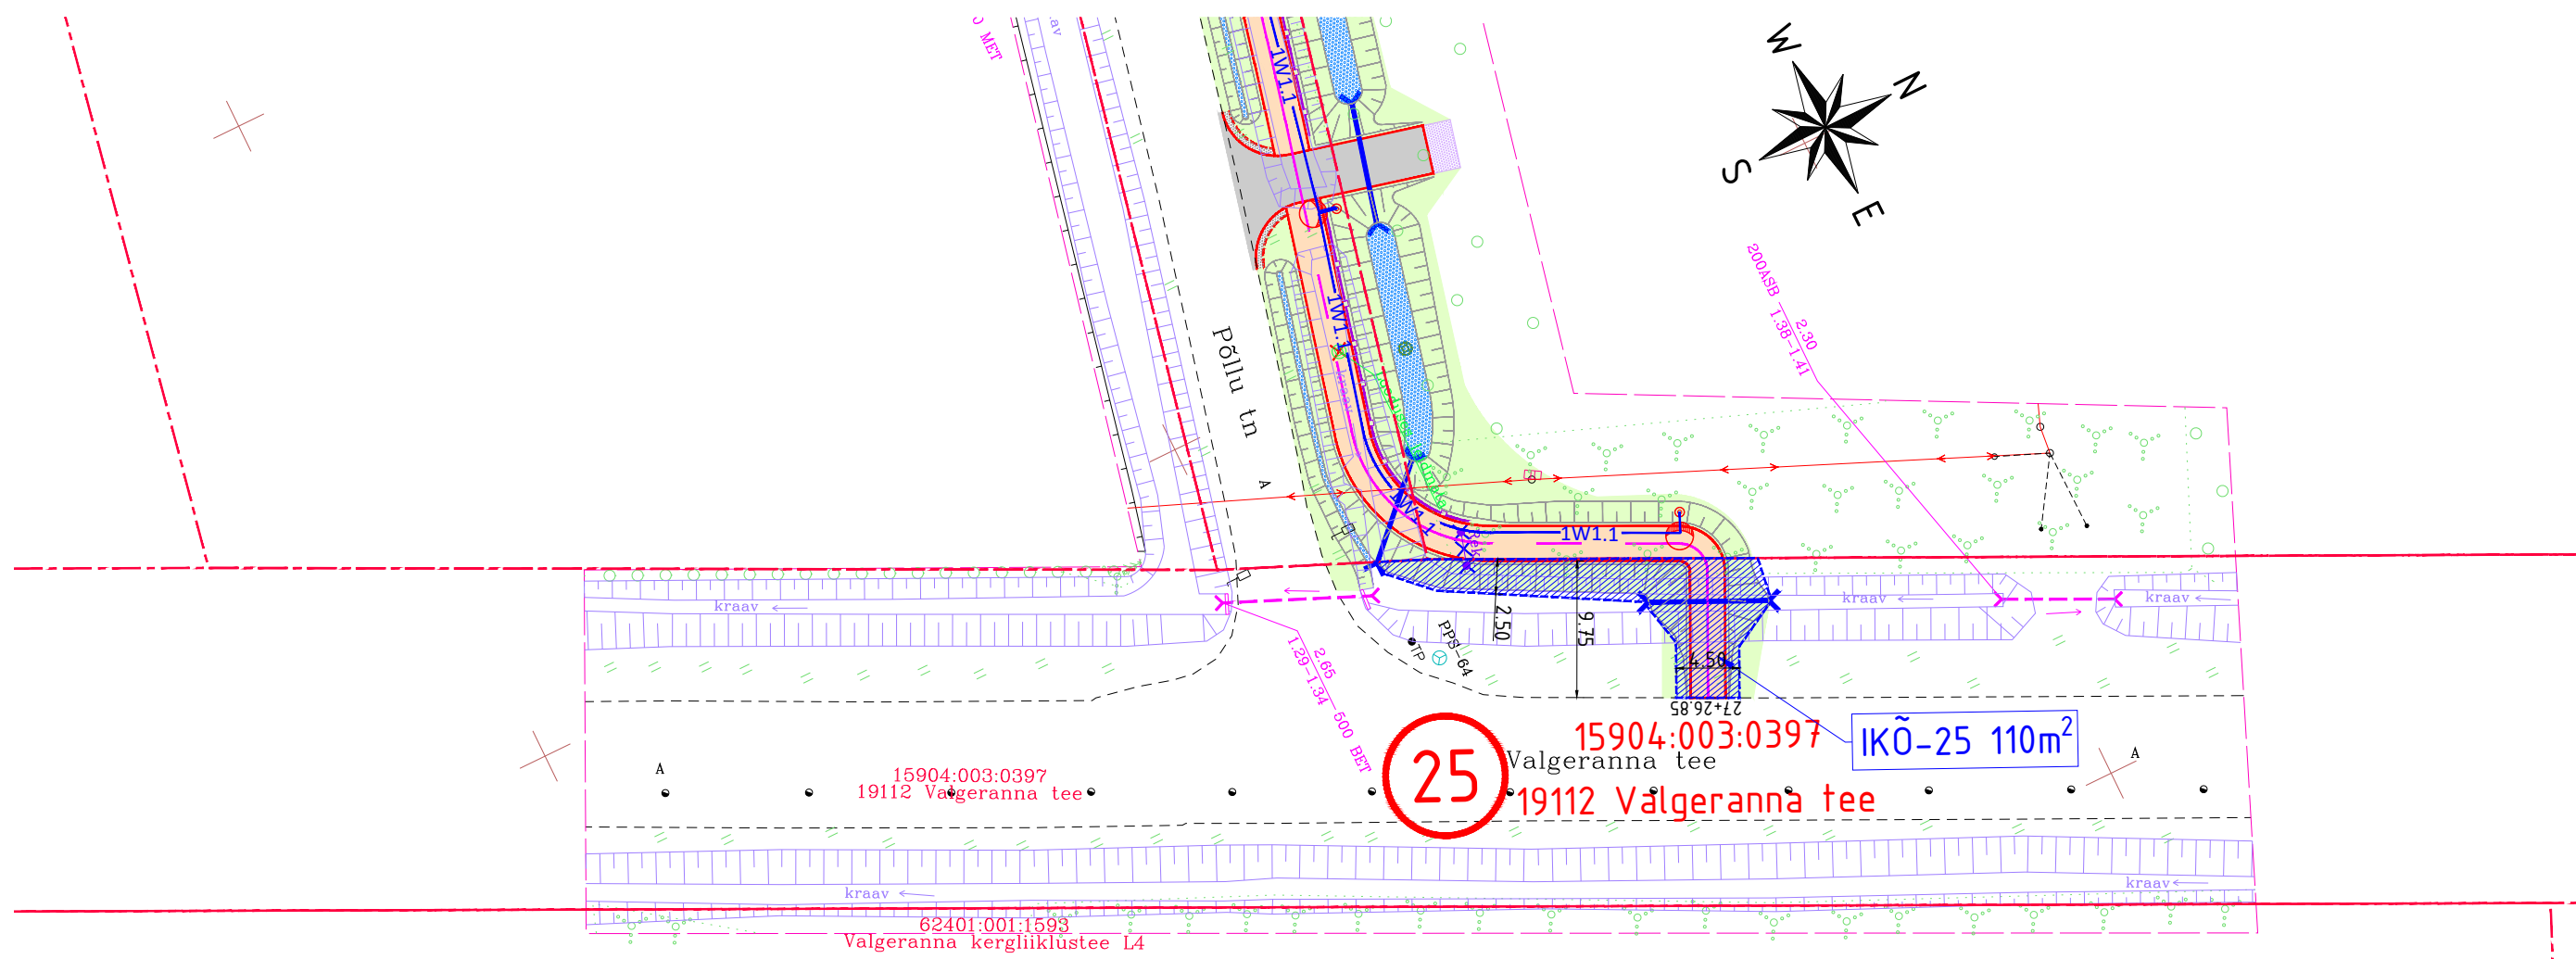 MET
1W1.1
W
N
S
E
200ASB
2.30
1.38-1.41
1W1.1
Põllu tn
A
1W1.1
1W1.1
kraav
kraav
kraav
2.50
9.75
PPS-64
TP
4.50
27+26.85
2.65
1.29-1.34
500 BET
15904:003:0397
IKÕ-25 110m²
25
Valgeranna tee
19112 Valgeranna tee
A
A
15904:003:0397
19112 Valgeranna tee
kraav
kraav
62401:001:1593
Valgeranna kergliiklustee L4